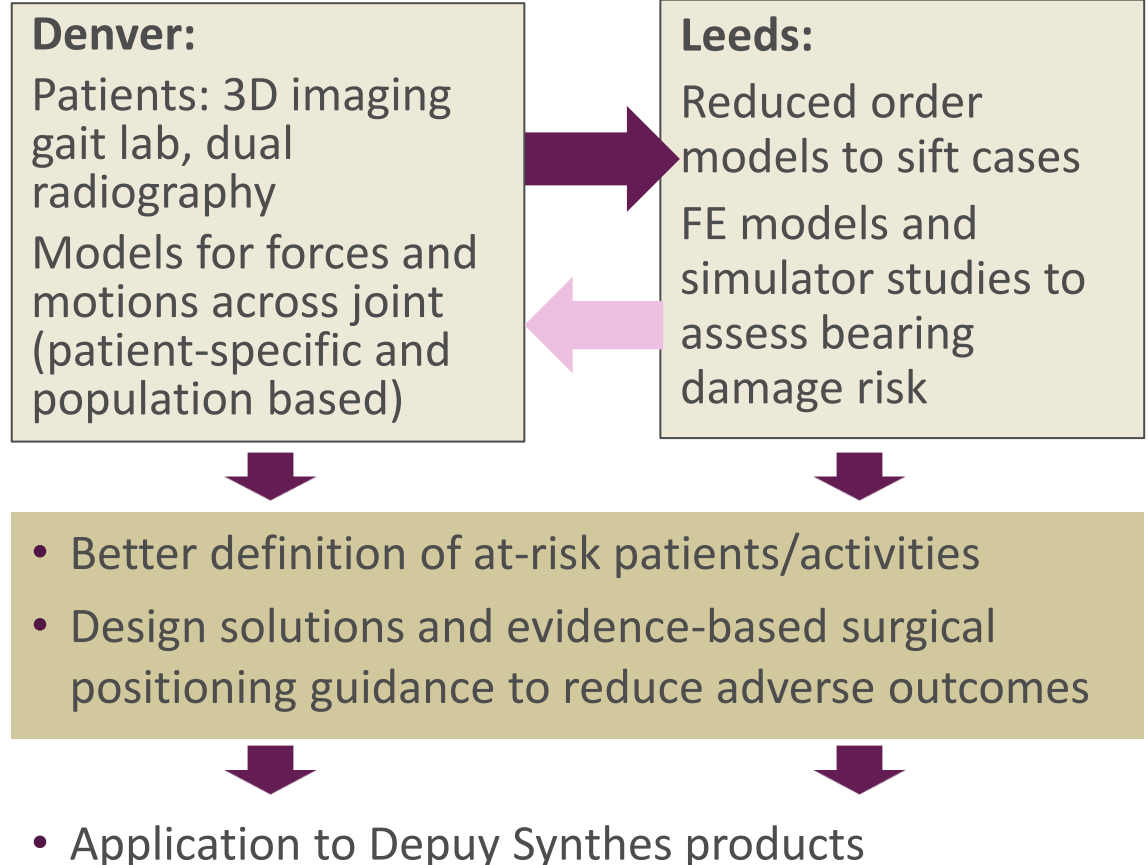 Denver:
Patients: 3D imaging
gait lab, dual
radiography
Models for forces and
motions across joint
(patient-specific and
population based)
Leeds:
Reduced order
models to sift cases
FE models and
simulator studies to
assess bearing
damage risk
• Better definition of at-risk patients/activities
• Design solutions and evidence-based surgical
positioning guidance to reduce adverse outcomes
• Application to Depuy Synthes products